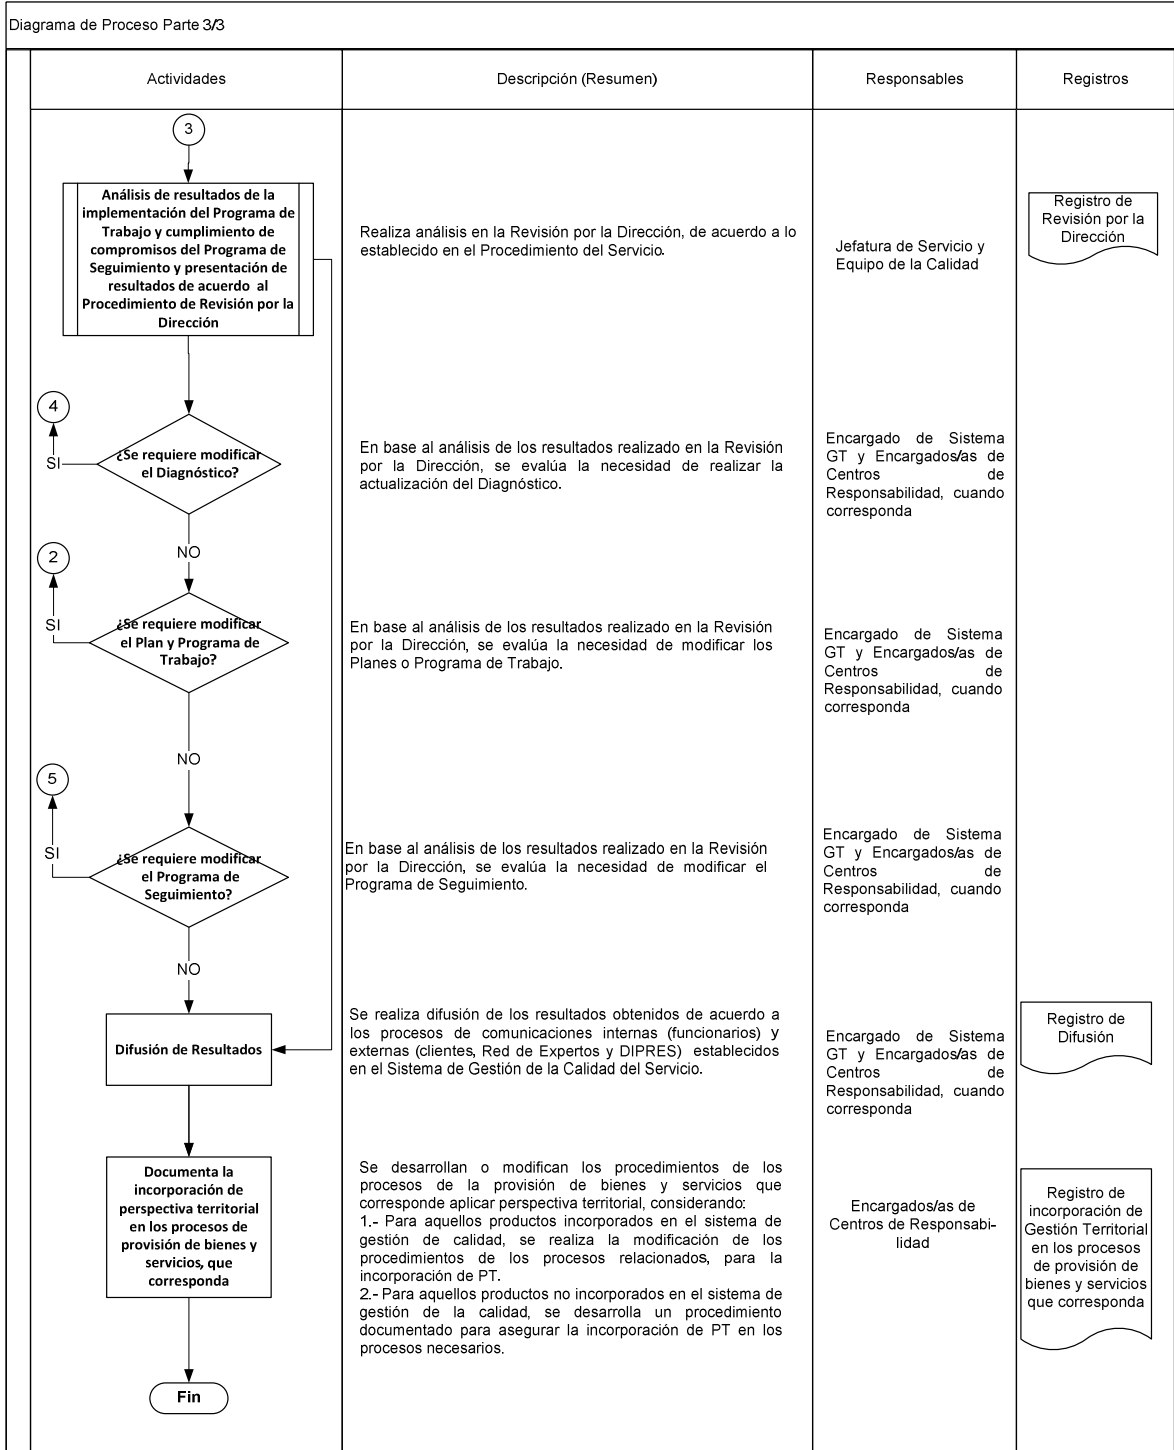 Diagrama de Proceso Parte 3/3
Actividades
Descripción (Resumen)
Responsables
Registros
3
Análisis de resultados de la
implementación del Programa de
Trabajo y cumplimiento de
compromisos del Programa de
Seguimiento y presentación de
resultados de acuerdo al
Procedimiento de Revisión por la
Dirección
Realiza análisis en la Revisión por la Dirección, de acuerdo a lo
establecido en el Procedimiento del Servicio.
Jefatura de Servicio y
Equipo de la Calidad
Registro de
Revisión por la
Dirección
4
SI
¿Se requiere modificar
el Diagnóstico?
NO
En base al análisis de los resultados realizado en la Revisión
por la Dirección, se evalúa la necesidad de realizar la
actualización del Diagnóstico.
Encargado de Sistema
GT y Encargados/as de
Centros de
Responsabilidad, cuando
corresponda
2
SI
¿Se requiere modificar
el Plan y Programa de
Trabajo?
NO
En base al análisis de los resultados realizado en la Revisión
por la Dirección, se evalúa la necesidad de modificar los
Planes o Programa de Trabajo.
Encargado de Sistema
GT y Encargados/as de
Centros de
Responsabilidad, cuando
corresponda
5
SI
¿Se requiere modificar
el Programa de
Seguimiento?
NO
En base al análisis de los resultados realizado en la Revisión
por la Dirección, se evalúa la necesidad de modificar el
Programa de Seguimiento.
Encargado de Sistema
GT y Encargados/as de
Centros de
Responsabilidad, cuando
corresponda
Difusión de Resultados
Se realiza difusión de los resultados obtenidos de acuerdo a
los procesos de comunicaciones internas (funcionarios) y
externas (clientes, Red de Expertos y DIPRES) establecidos
en el Sistema de Gestión de la Calidad del Servicio.
Encargado de Sistema
GT y Encargados/as de
Centros de
Responsabilidad, cuando
corresponda
Registro de
Difusión
Documenta la
incorporación de
perspectiva territorial
en los procesos de
provisión de bienes y
servicios, que
corresponda
Se desarrollan o modifican los procedimientos de los
procesos de la provisión de bienes y servicios que
corresponde aplicar perspectiva territorial, considerando:
1.- Para aquellos productos incorporados en el sistema de
gestión de calidad, se realiza la modificación de los
procedimientos de los procesos relacionados, para la
incorporación de PT.
2.- Para aquellos productos no incorporados en el sistema de
gestión de la calidad, se desarrolla un procedimiento
documentado para asegurar la incorporación de PT en los
procesos necesarios.
Encargados/as de
Centros de Responsabi-
lidad
Registro de
incorporación de
Gestión Territorial
en los procesos
de provisión de
bienes y servicios
que corresponda
Fin